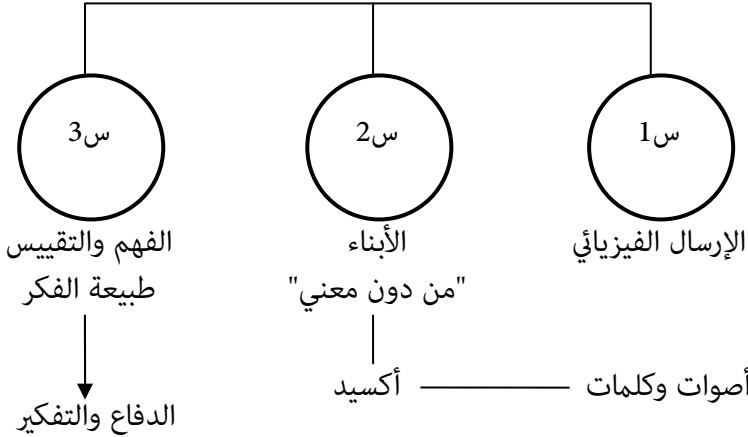 س1
س2
س3
الإرسال الفيزيائي
الأبناء
"من دون معني"
الفهم والتقييس
طبيعة الفكر
أصوات وكلمات
أكسيد
الدفاع والتفكير